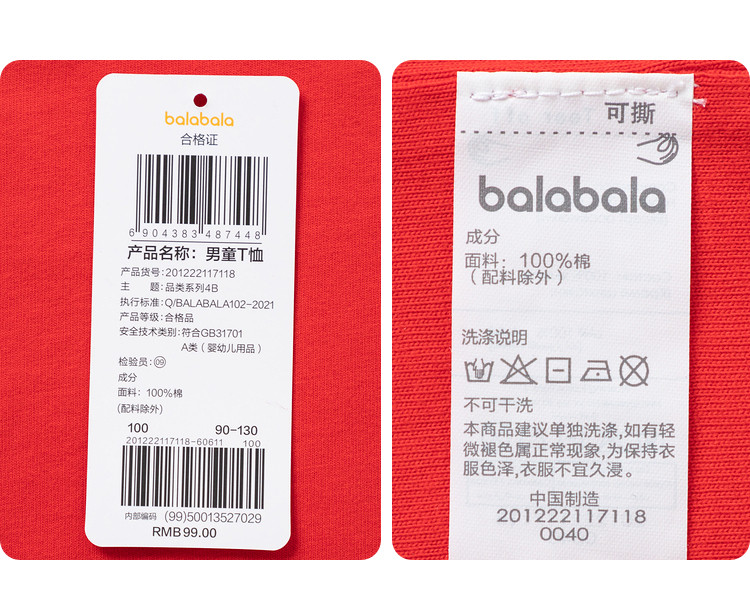 balabala
合格证
6 904383 487448
产品名称：男童T恤
产品货号：201222117118
主　　题：品类系列4B
执行标准：Q/BALABALA102-2021
产品等级：合格品
安全技术类别：符合GB31701
A类（婴幼儿用品）
检验员：09
成分
面料：100%棉
(配料除外)
100　90-130
201222117118-60611　100
内部编码 (99)50013527029
RMB99.00
可撕
balabala
成分
面料：100%棉
（配料除外）
洗涤说明
不可干洗
本商品建议单独洗涤,如有轻
微褪色属正常现象,为保持衣
服色泽,衣服不宜久浸。
中国制造
201222117118
0040